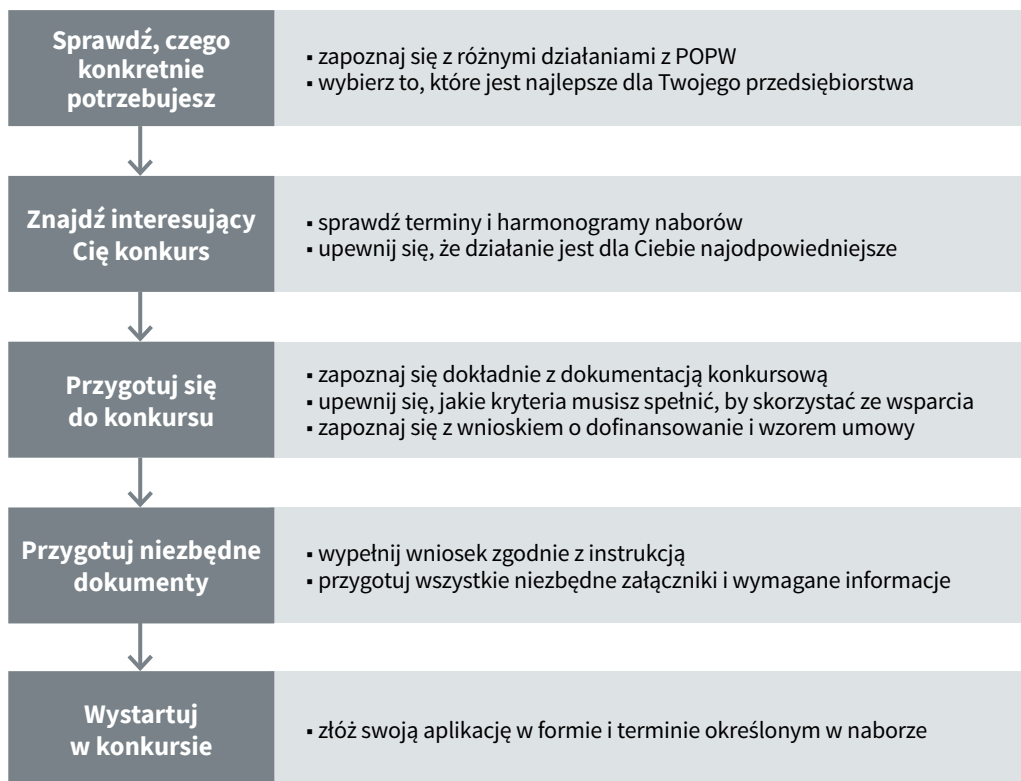 Sprawdź, czego
konkretnie
potrzebujesz
▪ zapoznaj się z różnymi działaniami z POPW
▪ wybierz to, które jest najlepsze dla Twojego przedsiębiorstwa
Znajdź interesujący
Cię konkurs
▪ sprawdź terminy i harmonogramy naborów
▪ upewnij się, że działanie jest dla Ciebie najodpowiedniejsze
Przygotuj się
do konkursu
▪ zapoznaj się dokładnie z dokumentacją konkursową
▪ upewnij się, jakie kryteria musisz spełnić, by skorzystać ze wsparcia
▪ zapoznaj się z wnioskiem o dofinansowanie i wzorem umowy
Przygotuj niezbędne
dokumenty
▪ wypełnij wniosek zgodnie z instrukcją
▪ przygotuj wszystkie niezbędne załączniki i wymagane informacje
Wystartuj
w konkursie
▪ złóż swoją aplikację w formie i terminie określonym w naborze